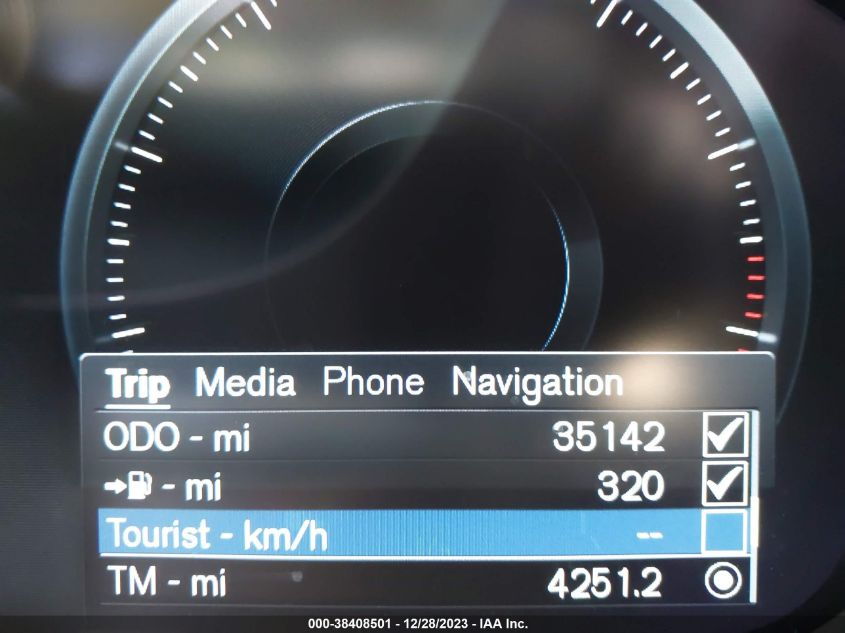 Trip Media Phone Navigation
ODO - mi 35142
- mi 320
Tourist - km/h --
TM - mi 4251.2
000-38408501 - 12/28/2023 - IAA Inc.